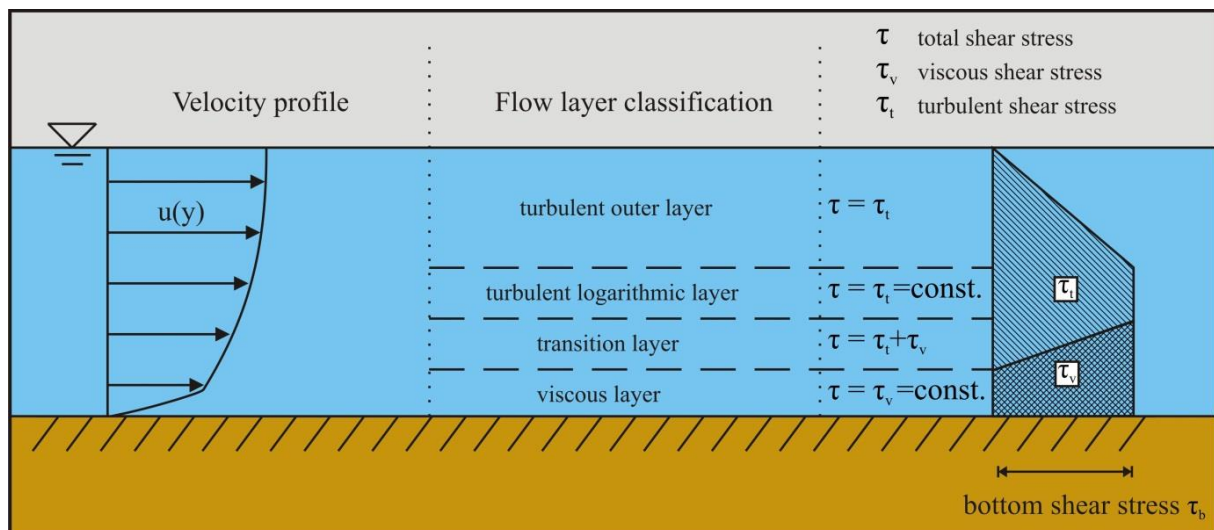 τ total shear stress
τv viscous shear stress
τt turbulent shear stress
Velocity profile
Flow layer classification
u(y)
turbulent outer layer
τ = τt
turbulent logarithmic layer
τ = τt=const.
transition layer
τ = τt+τv
viscous layer
τ = τv=const.
τt
τv
bottom shear stress τb